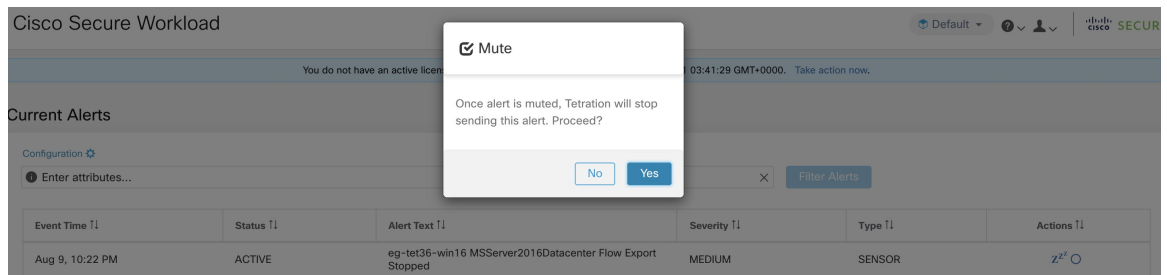 Cisco Secure Workload
Default
cisco SECUR
Mute
You do not have an active licen
1 03:41:29 GMT+0000. Take action now.
Once alert is muted, Tetration will stop
sending this alert. Proceed?
No Yes
Current Alerts
Configuration
Enter attributes...
Filter Alerts
Event Time Status Alert Text Severity Type Actions
Aug 9, 10:22 PM ACTIVE eg-tet36-win16 MSServer2016Datacenter Flow Export MEDIUM SENSOR zzz
Stopped